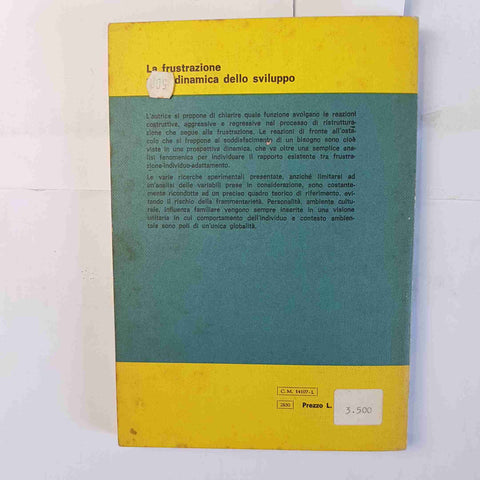 La frustrazione
dinamica dello sviluppo
L'autrice si propone di chiarire quale funzione svolgano le reazioni
costruttive, aggressive e regressive nel processo di ristruttura-
zione che segue alla frustrazione. Le reazioni di fronte all'osta-
colo che si frappone al soddisfacimento di un bisogno sono cioè
viste in una prospettiva dinamica, che va oltre una semplice ana-
lisi fenomenica per individuare il rapporto esistente tra frustra-
zione-individuo-adattamento.
Le varie ricerche sperimentali presentate, anziché limitarsi ad
un'analisi delle variabili prese in considerazione, sono costante-
mente ricondotte ad un preciso quadro teorico di riferimento, evi-
tando il rischio della frammentarietà. Personalità, ambiente cultu-
rale, influenza familiare vengono sempre inserite in una visione
unitaria in cui comportamento dell'individuo e contesto ambien-
tale sono poli di un'unica globalità.
C. M. 14107-1
2830 Prezzo L. 3.500